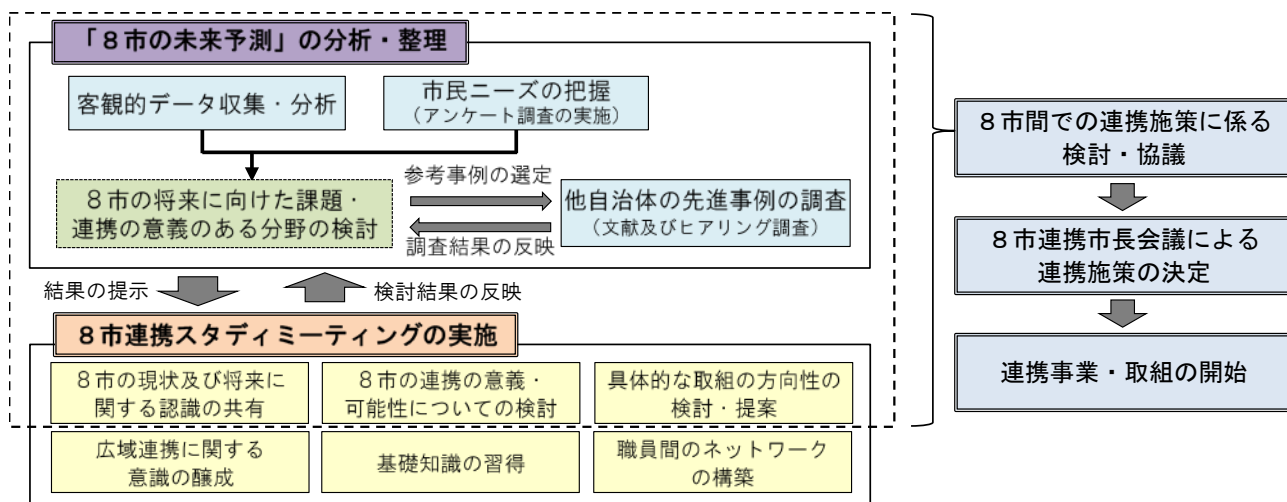 「８市の未来予測」の分析・整理
客観的データ収集・分析
市民ニーズの把握
（アンケート調査の実施）
８市の将来に向けた課題・
連携の意義のある分野の検討
参考事例の選定
調査結果の反映
他自治体の先進事例の調査
（文献及びヒアリング調査）
結果の提示
検討結果の反映
８市連携スタディミーティングの実施
８市の現状及び将来に
関する認識の共有
８市の連携の意義・
可能性についての検討
具体的な取組の方向性の
検討・提案
広域連携に関する
意識の醸成
基礎知識の習得
職員間のネットワーク
の構築
８市間での連携施策に係る
検討・協議
８市連携市長会議による
連携施策の決定
連携事業・取組の開始